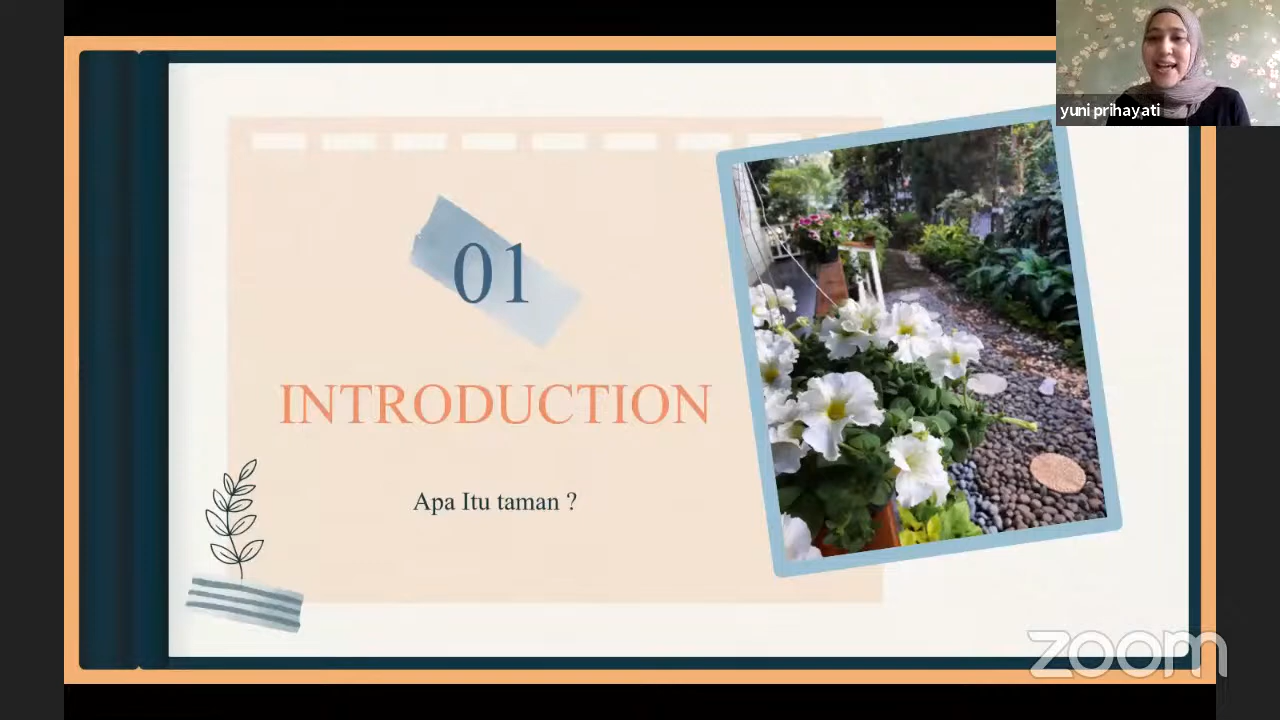 yuni prihayati
01
INTRODUCTION
Apa Itu taman ?
zoom